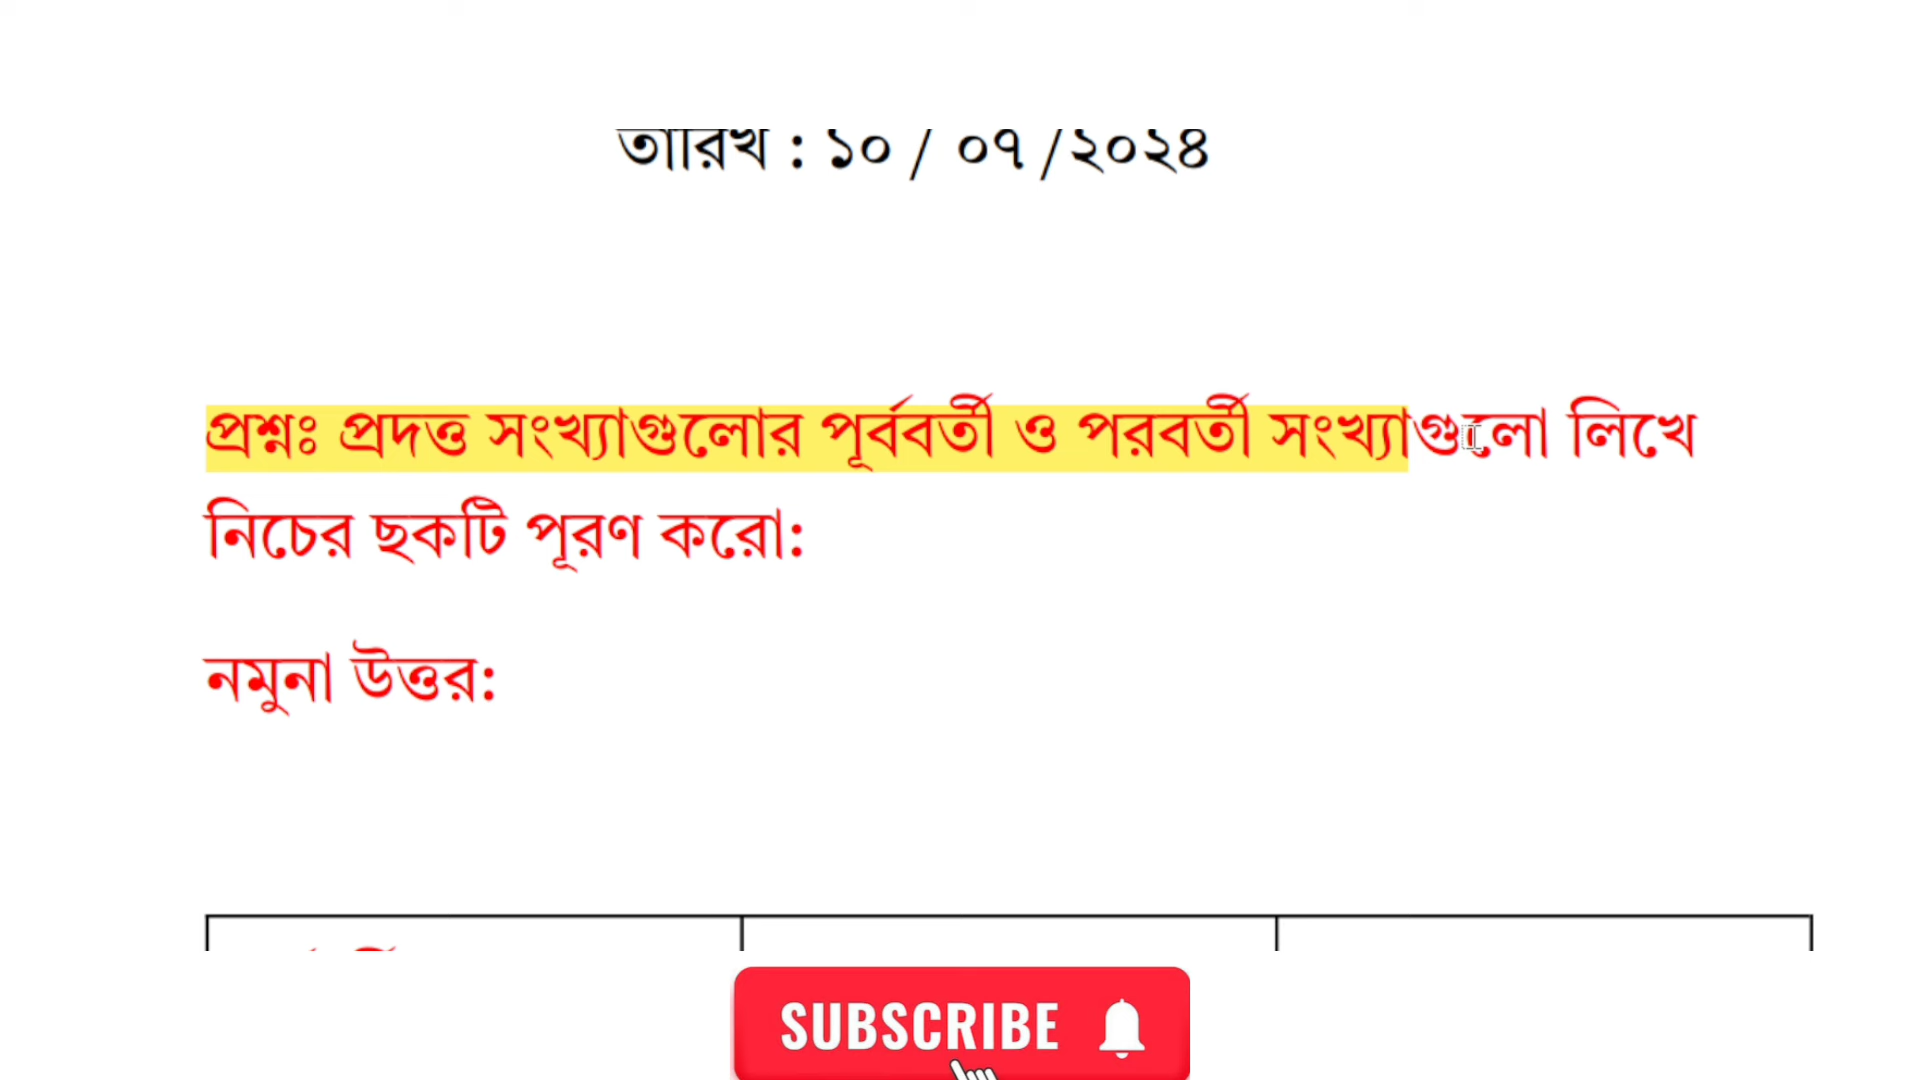 তারিখ : ১০ / ০৭ /২০২৪
প্রশ্নঃ প্রদত্ত সংখ্যাগুলোর পূর্ববর্তী ও পরবর্তী সংখ্যাগুলো লিখে
নিচের ছকটি পূরণ করো:
নমুনা উত্তর:
SUBSCRIBE